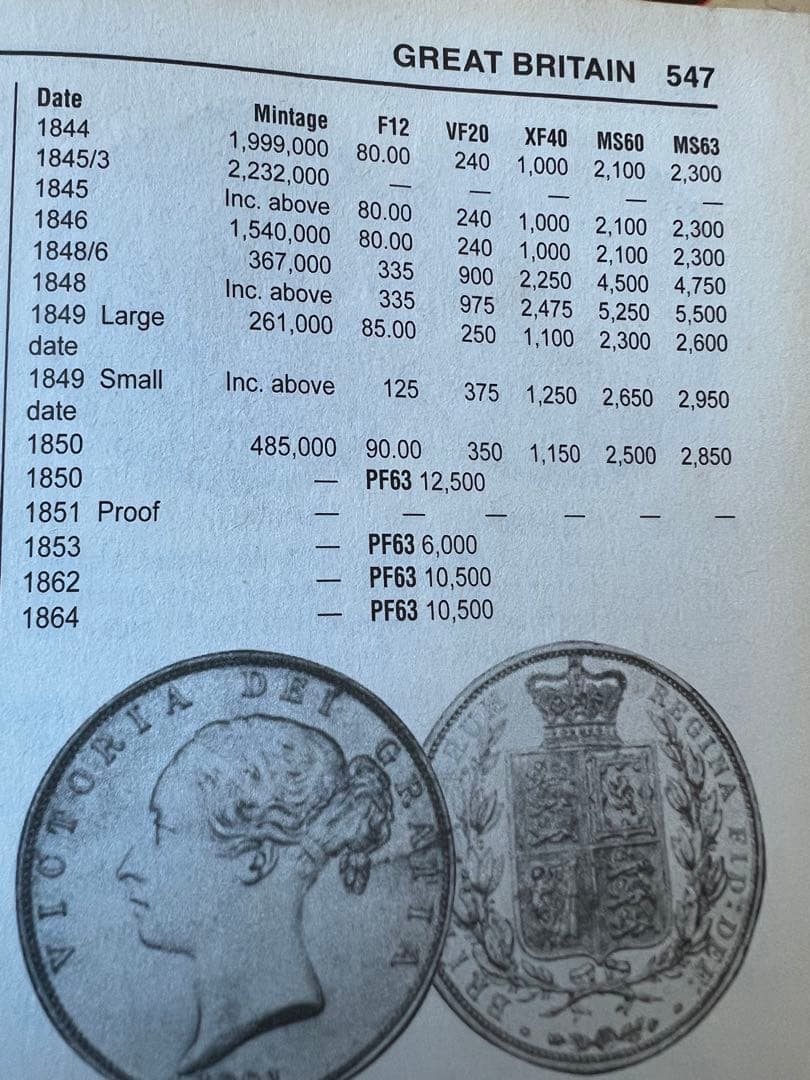 GREAT BRITAIN 547
Date Mintage F12 VF20 XF40 MS60 MS63
1844 1,999,000 80.00 240 1,000 2,100 2,300
1845/3 2,232,000 — — — — —
1845 Inc. above 80.00 240 1,000 2,100 2,300
1846 1,540,000 80.00 240 1,000 2,100 2,300
1848/6 367,000 335 900 2,250 4,500 4,750
1848 Inc. above 335 975 2,475 5,250 5,500
1849 Large 261,000 85.00 250 1,100 2,300 2,600
date
1849 Small Inc. above 125 375 1,250 2,650 2,950
date
1850 485,000 90.00 350 1,150 2,500 2,850
1850 — PF63 12,500
1851 Proof — — — — — —
1853 — PF63 6,000
1862 — PF63 10,500
1864 — PF63 10,500
VICTORIA DEI GRATIA
REGINA FID: DEF: